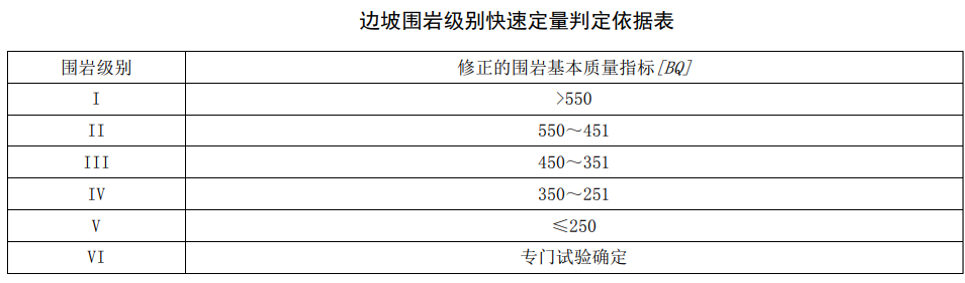 边坡围岩级别快速定量判定依据表
围岩级别 修正的围岩基本质量指标[BQ]
I >550
II 550～451
III 450～351
IV 350～251
V ≤250
VI 专门试验确定